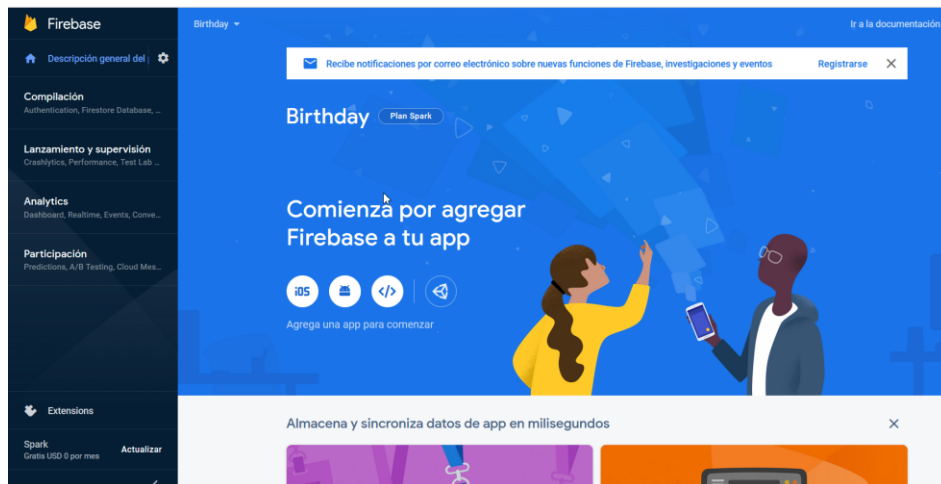 Firebase
Birthday
Ir a la documentación
Descripción general del
Recibe notificaciones por correo electrónico sobre nuevas funciones de Firebase, investigaciones y eventos
Registrarse
Compilación
Authentication, Firestore Database, ...
Birthday
Plan Spark
Lanzamiento y supervisión
Crashlytics, Performance, Test Lab ...
Analytics
Dashboard, Realtime, Events, Conve...
Comienza por agregar
Firebase a tu app
Participación
Predictions, A/B Testing, Cloud Mes...
iOS
</>
Agrega una app para comenzar
Extensions
Almacena y sincroniza datos de app en milisegundos
Spark
Gratis USD 0 por mes
Actualizar